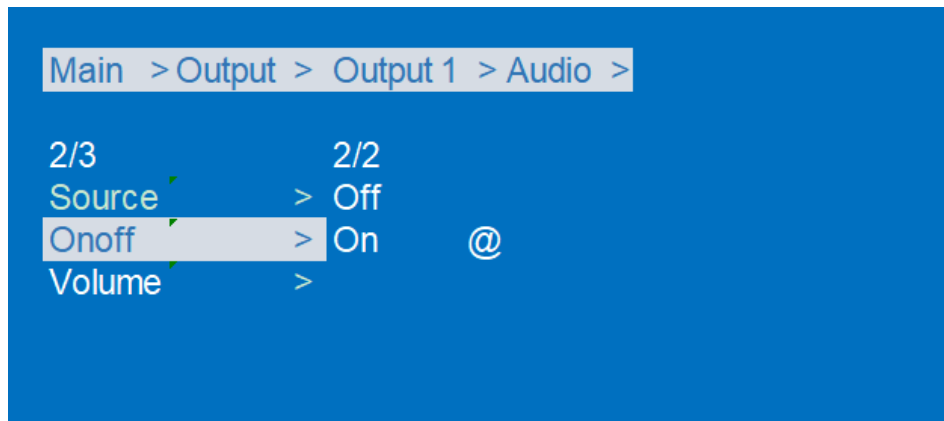 Main > Output > Output 1 > Audio >
2/3 2/2
Source > Off
Onoff > On @
Volume >